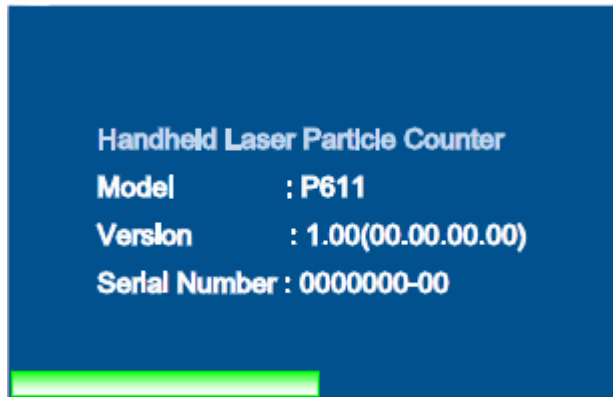 Handheld Laser Particle Counter
Model : P611
Version : 1.00(00.00.00.00)
Serial Number : 0000000-00